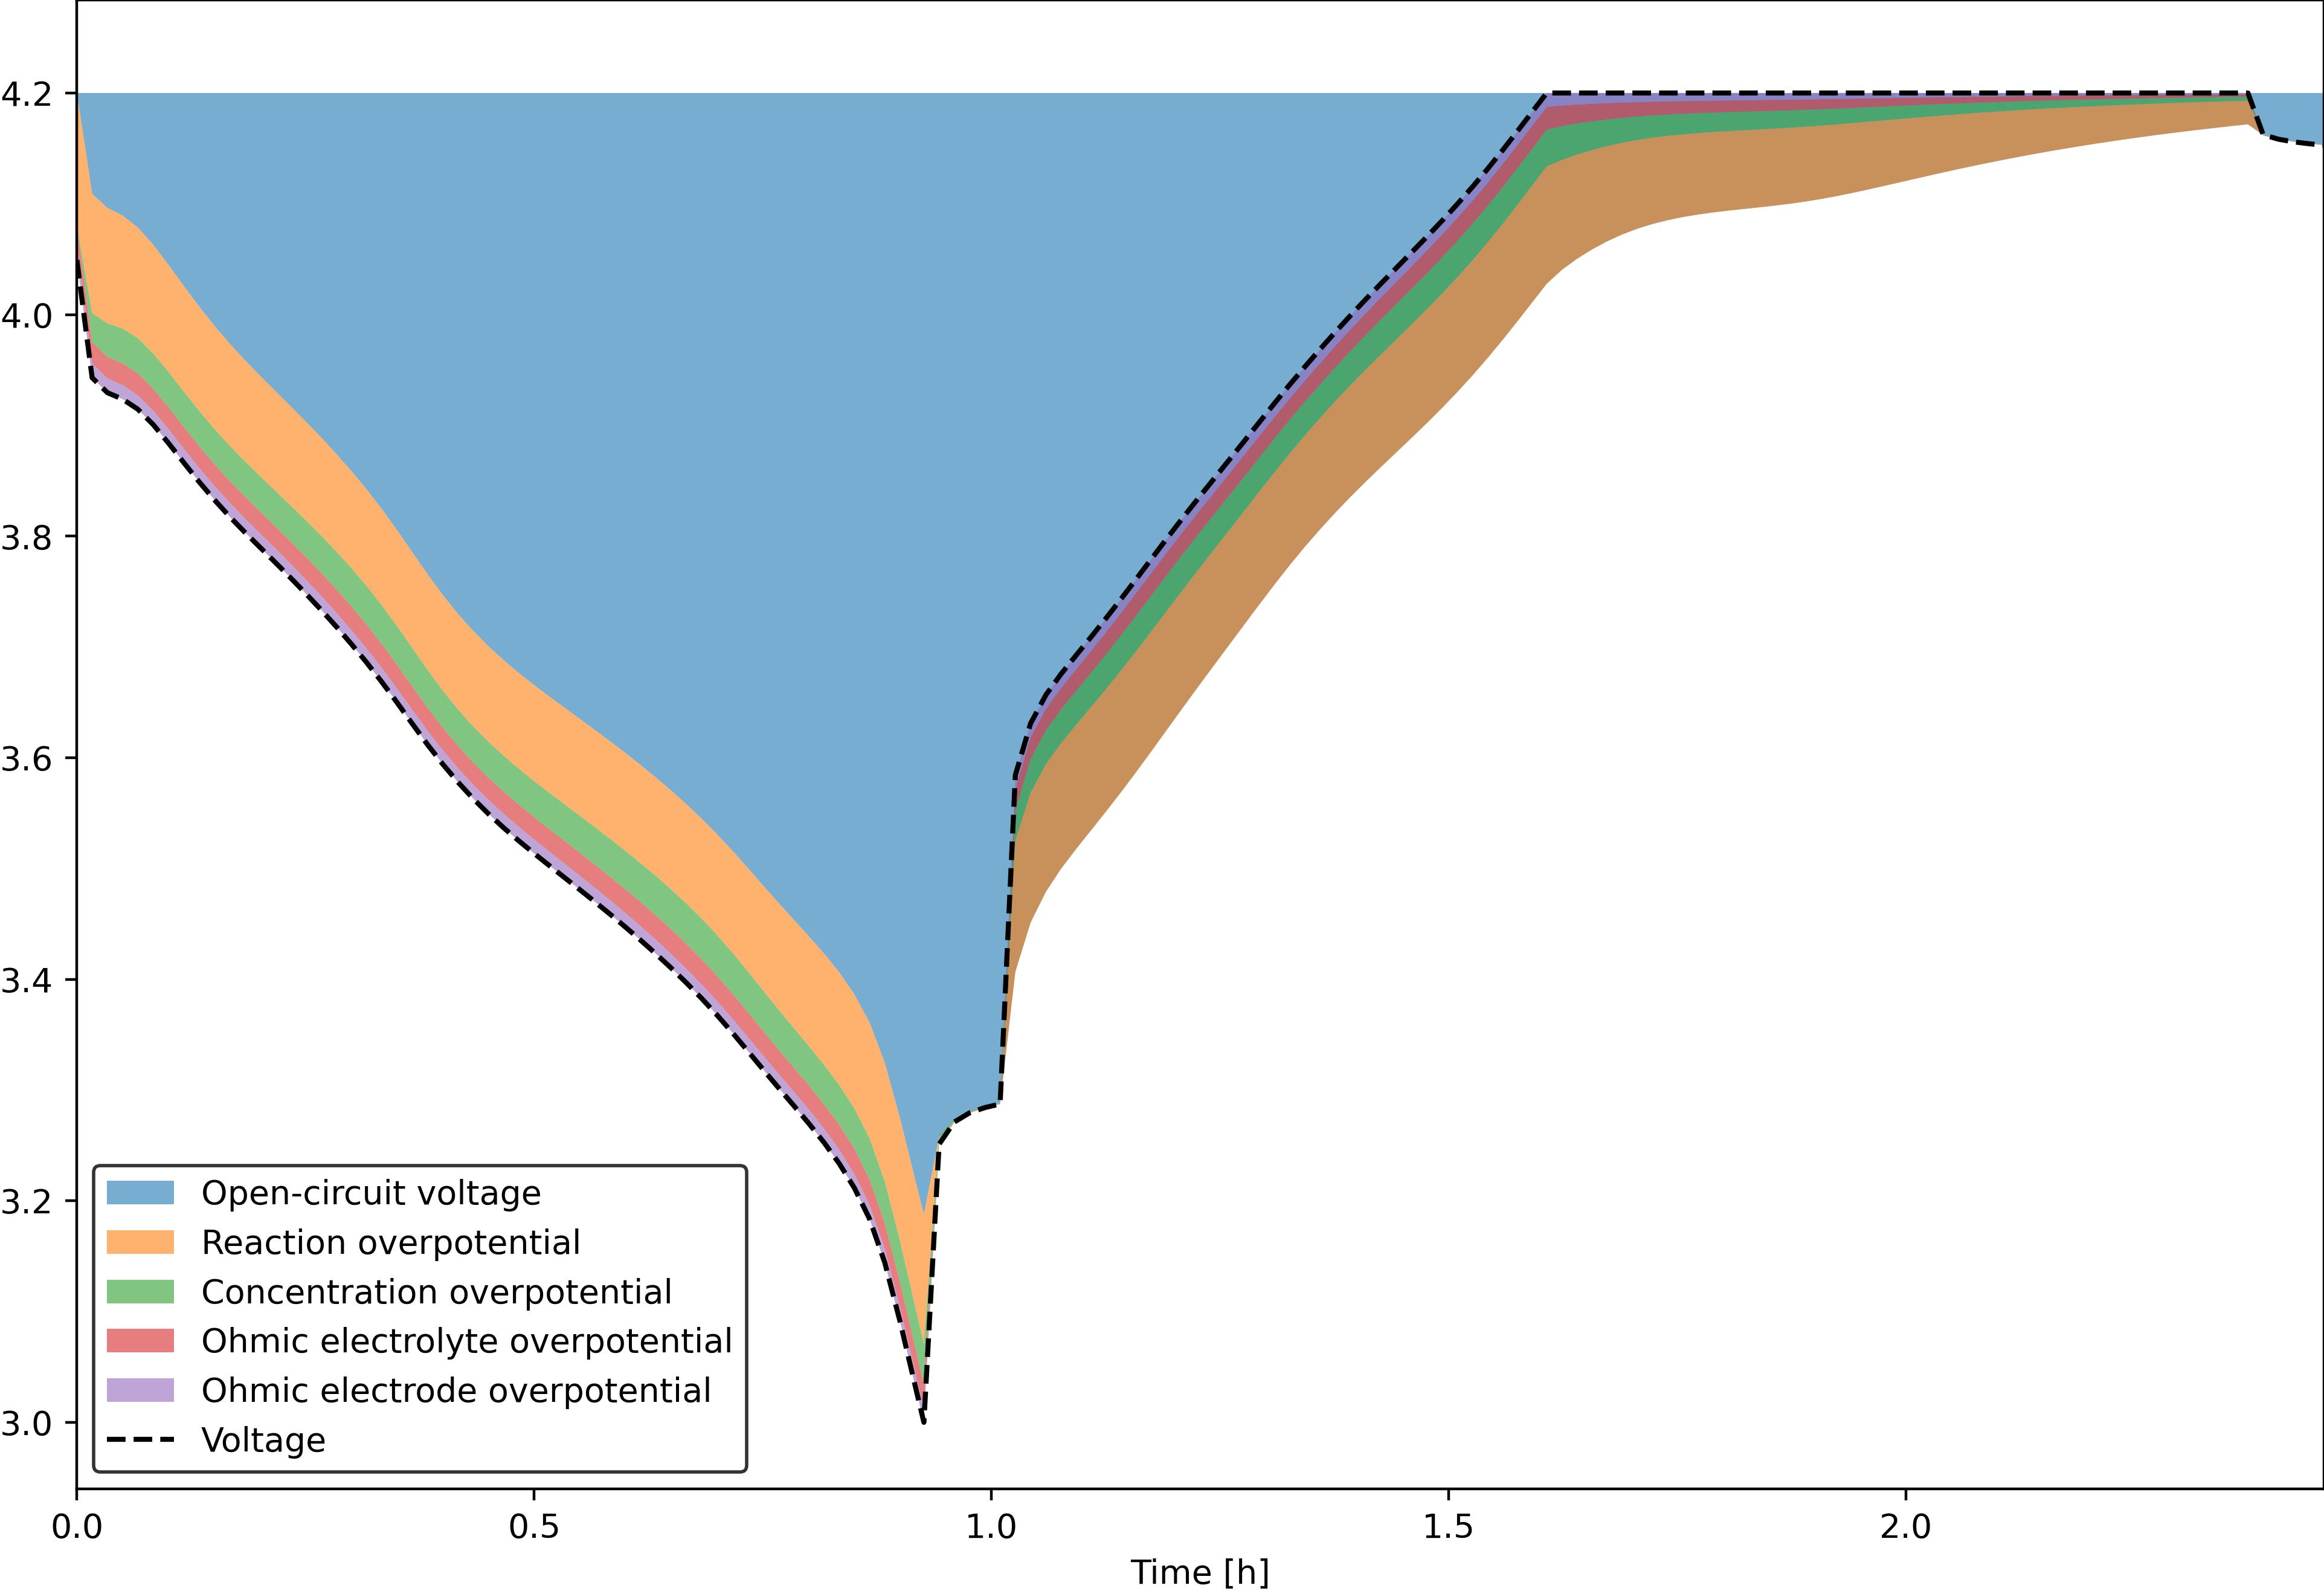 4.2
4.0
3.8
3.6
3.4
3.2
3.0
Open-circuit voltage
Reaction overpotential
Concentration overpotential
Ohmic electrolyte overpotential
Ohmic electrode overpotential
Voltage
0.0 0.5 1.0 1.5 2.0
Time [h]